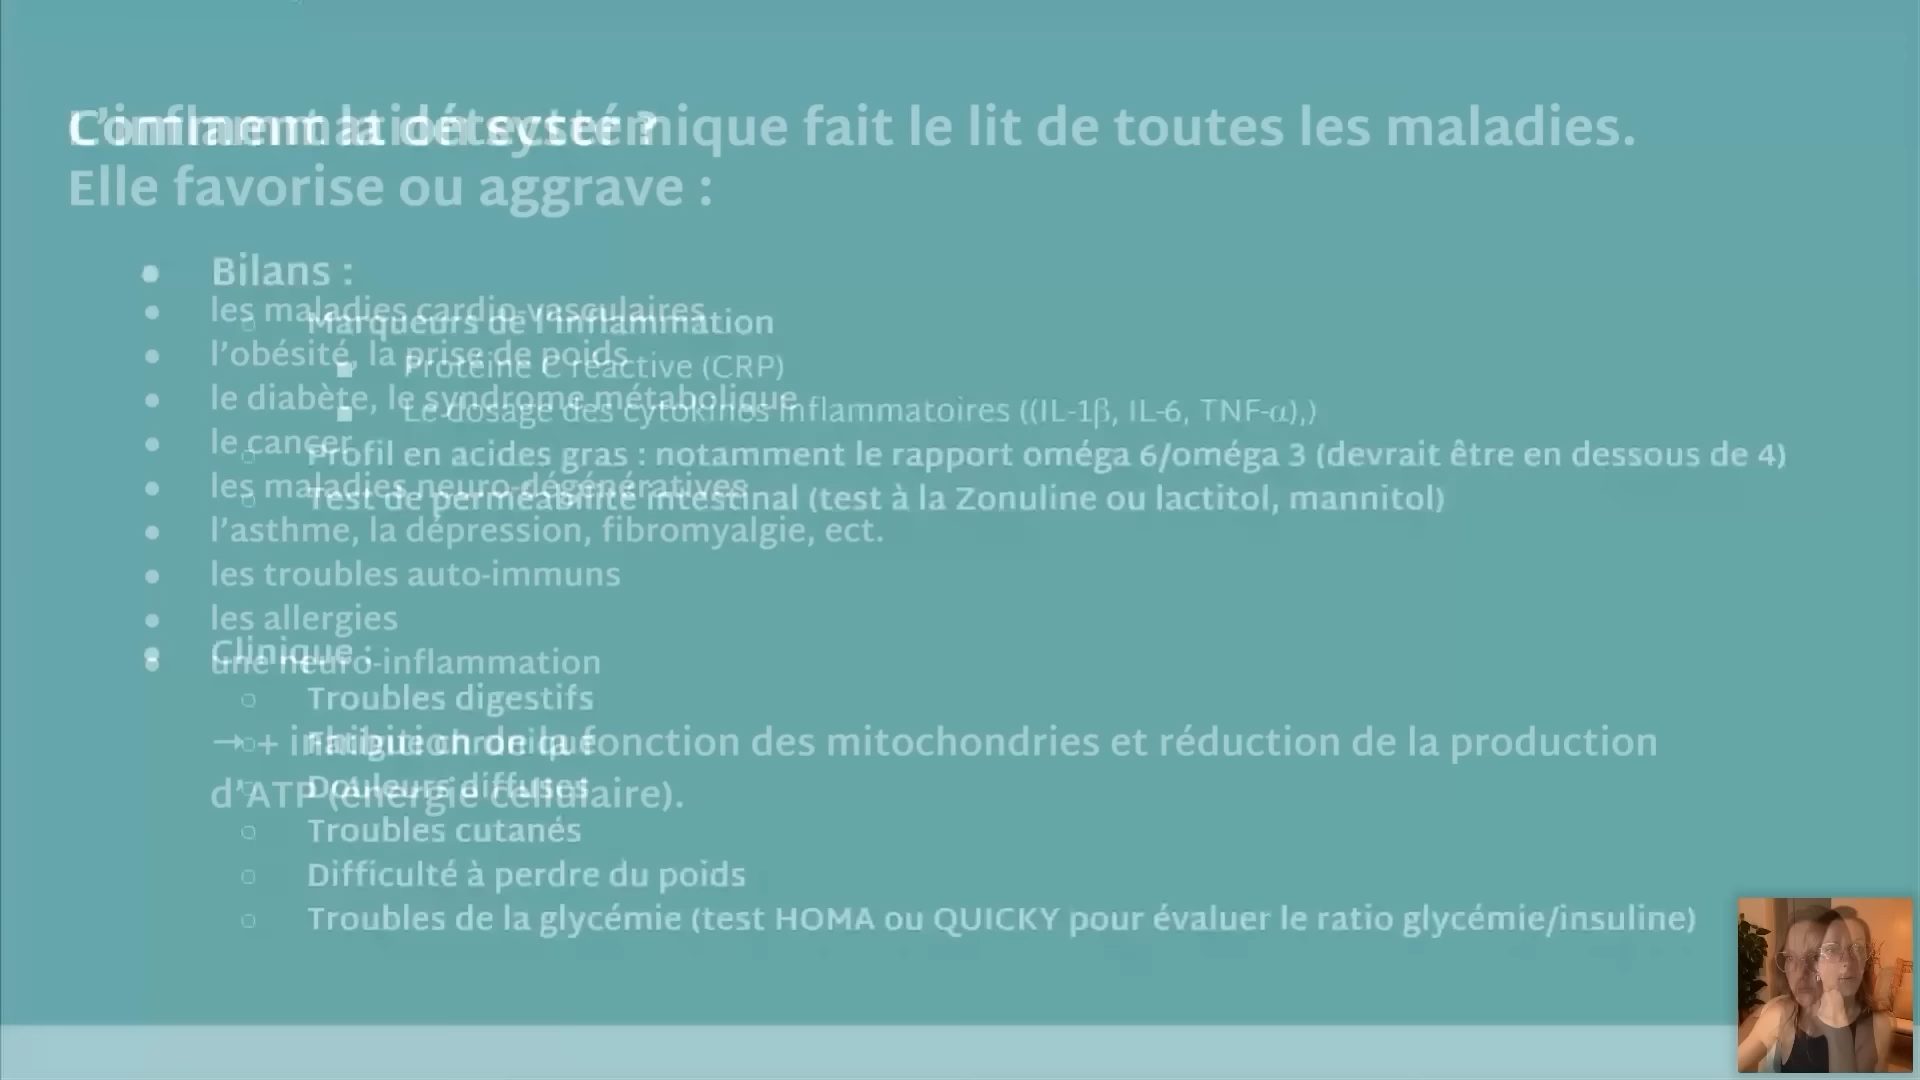 L'inflammation systémique fait le lit de toutes les maladies.
Elle favorise ou aggrave :
les maladies cardio-vasculaires
l'obésité, la prise de poids
le diabète, le syndrome métabolique
le cancer
les maladies neuro-dégénératives
l'asthme, la dépression, fibromyalgie, ect.
les troubles auto-immuns
les allergies
une neuro-inflammation
→ + inhibition de la fonction des mitochondries et réduction de la production
d'ATP (énergie cellulaire).
Comment la détecter ?
Bilans :
Marqueurs de l'inflammation
Protéine C réactive (CRP)
Le dosage des cytokines inflammatoires ((IL-1β, IL-6, TNF-α),)
Profil en acides gras : notamment le rapport oméga 6/oméga 3 (devrait être en dessous de 4)
Test de perméabilité intestinal (test à la Zonuline ou lactitol, mannitol)
Clinique :
Troubles digestifs
Fatigue chronique
Douleurs diffuses
Troubles cutanés
Difficulté à perdre du poids
Troubles de la glycémie (test HOMA ou QUICKY pour évaluer le ratio glycémie/insuline)